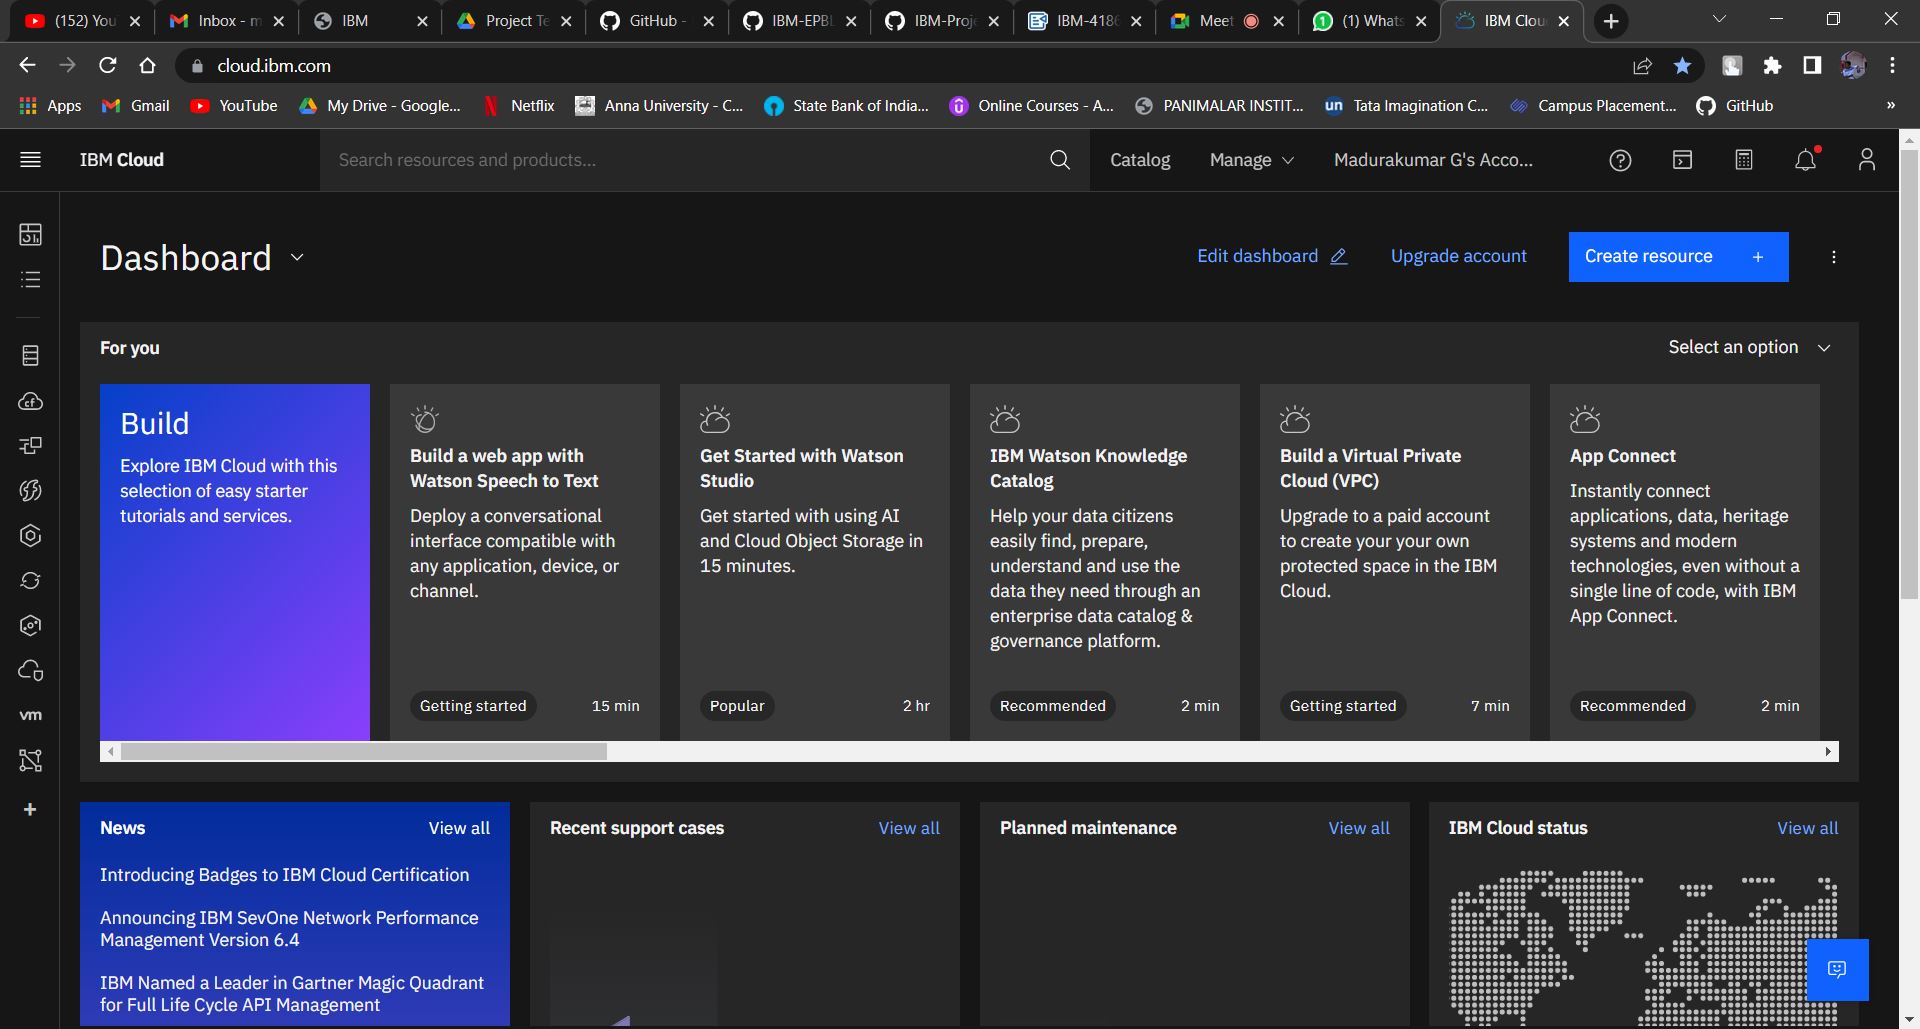 (152) You
Inbox - m
IBM
Project Te
GitHub -
IBM-EPBL
IBM-Proje
IBM-4186
Meet
(1) Whats
IBM Clou
cloud.ibm.com
Apps
Gmail
YouTube
My Drive - Google...
Netflix
Anna University - C...
State Bank of India...
Online Courses - A...
PANIMALAR INSTIT...
Tata Imagination C...
Campus Placement...
GitHub
»
IBM Cloud
Search resources and products...
Catalog
Manage
Madurakumar G's Acco...
Dashboard
Edit dashboard
Upgrade account
Create resource +
For you
Select an option
Build
Explore IBM Cloud with this
selection of easy starter
tutorials and services.
Build a web app with
Watson Speech to Text
Deploy a conversational
interface compatible with
any application, device, or
channel.
Getting started 15 min
Get Started with Watson
Studio
Get started with using AI
and Cloud Object Storage in
15 minutes.
Popular 2 hr
IBM Watson Knowledge
Catalog
Help your data citizens
easily find, prepare,
understand and use the
data they need through an
enterprise data catalog &
governance platform.
Recommended 2 min
Build a Virtual Private
Cloud (VPC)
Upgrade to a paid account
to create your your own
protected space in the IBM
Cloud.
Getting started 7 min
App Connect
Instantly connect
applications, data, heritage
systems and modern
technologies, even without a
single line of code, with IBM
App Connect.
Recommended 2 min
cf
vm
News View all
Introducing Badges to IBM Cloud Certification
Announcing IBM SevOne Network Performance
Management Version 6.4
IBM Named a Leader in Gartner Magic Quadrant
for Full Life Cycle API Management
Recent support cases View all
Planned maintenance View all
IBM Cloud status View all